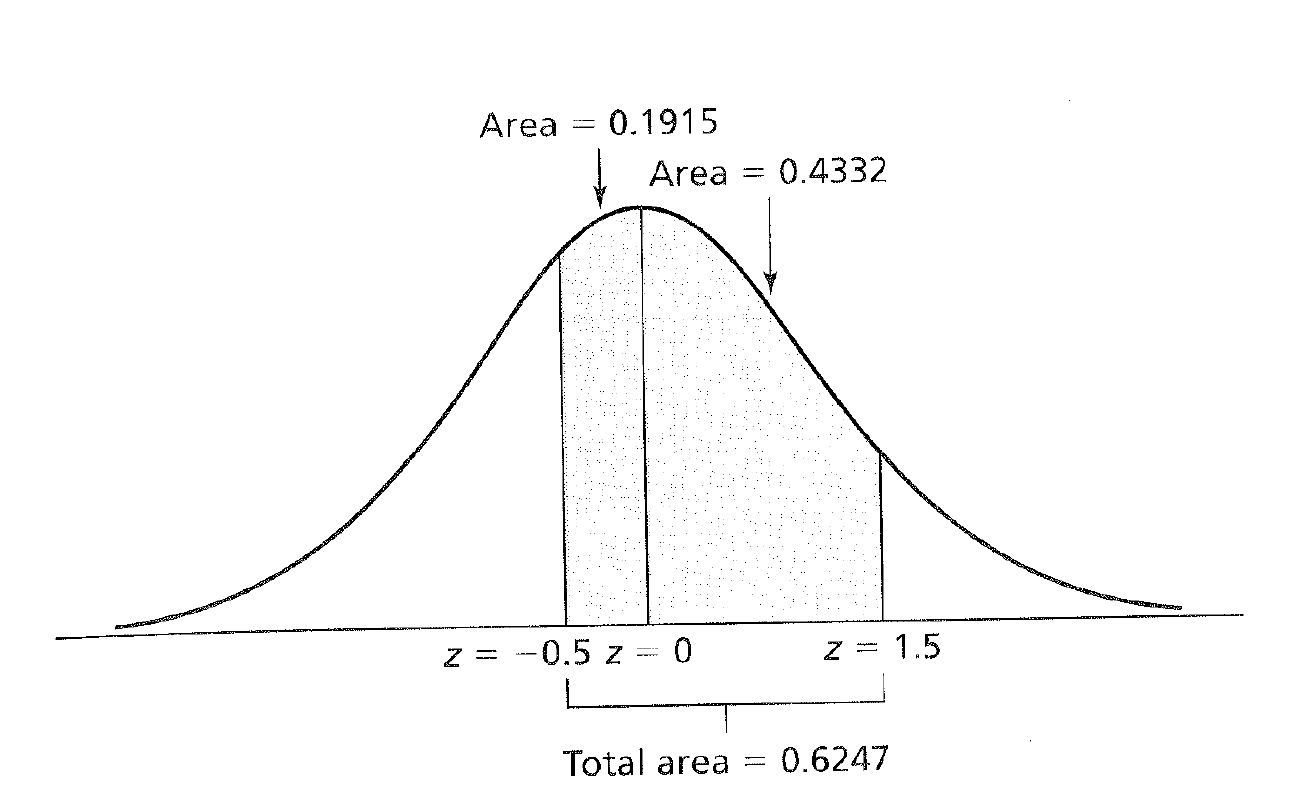 Area = 0.1915
Area = 0.4332
z = −0.5 z = 0
z = 1.5
Total area = 0.6247